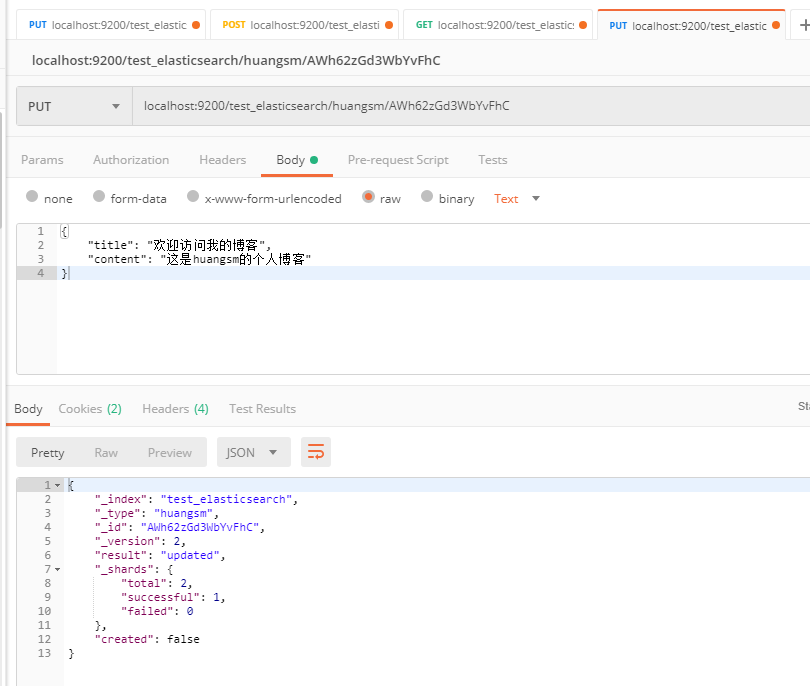 PUT localhost:9200/test_elastic POST localhost:9200/test_elasti GET localhost:9200/test_elastic PUT localhost:9200/test_elastic +
localhost:9200/test_elasticsearch/huangsm/AWh62zGd3WbYvFhC
PUT localhost:9200/test_elasticsearch/huangsm/AWh62zGd3WbYvFhC
Params Authorization Headers Body Pre-request Script Tests
none form-data x-www-form-urlencoded raw binary Text
1 {
2 "title": "欢迎访问我的博客",
3 "content": "这是huangsm的个人博客"
4 }
Body Cookies (2) Headers (4) Test Results Sta
Pretty Raw Preview JSON
1 {
2 "_index": "test_elasticsearch",
3 "_type": "huangsm",
4 "_id": "AWh62zGd3WbYvFhC",
5 "_version": 2,
6 "result": "updated",
7 "_shards": {
8 "total": 2,
9 "successful": 1,
10 "failed": 0
11 },
12 "created": false
13 }